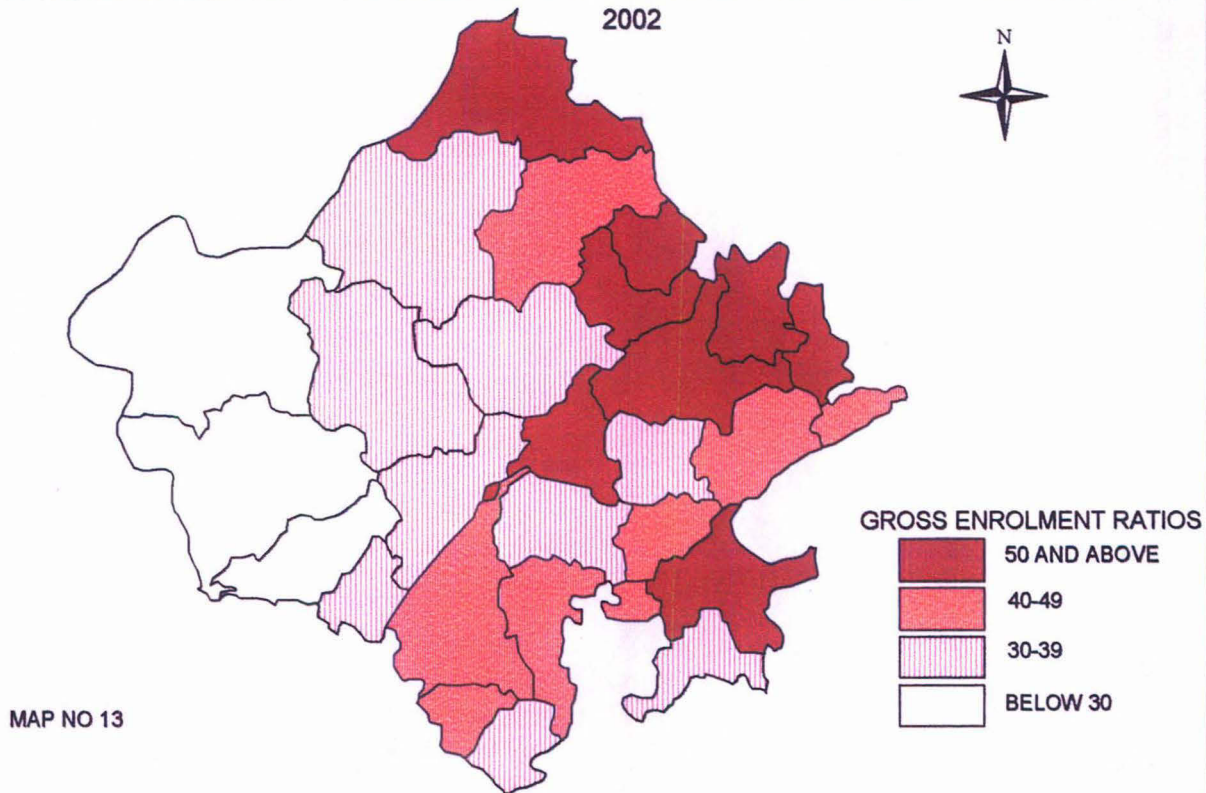 2002
N
GROSS ENROLMENT RATIOS
50 AND ABOVE
40-49
30-39
BELOW 30
MAP NO 13